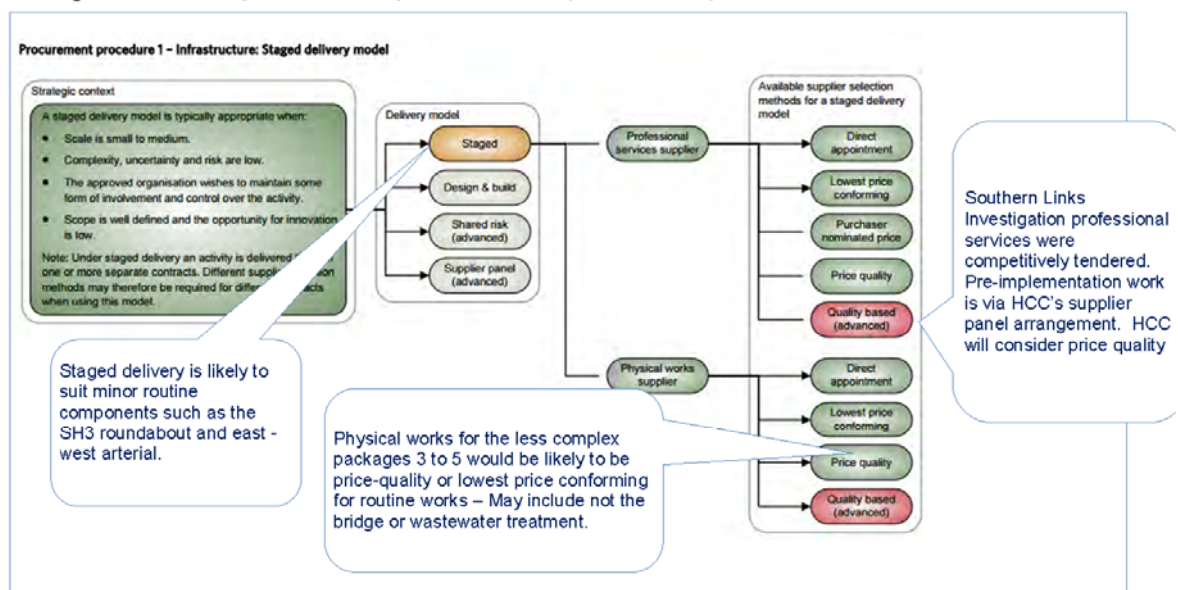 Procurement procedure 1 – Infrastructure: Staged delivery model
Strategic context
A staged delivery model is typically appropriate when:
• Scale is small to medium.
• Complexity, uncertainty and risk are low.
• The approved organisation wishes to maintain some
form of involvement and control over the activity.
• Scope is well defined and the opportunity for innovation
is low.
Note: Under staged delivery an activity is delivered
one or more separate contracts. Different
methods may therefore be required for
when using this model.
Delivery model
Staged
Design & build
Shared risk
(advanced)
Supplier panel
(advanced)
Professional
services supplier
Physical works
supplier
Available supplier selection
methods for a staged delivery
model
Direct
appointment
Lowest price
conforming
Purchaser
nominated price
Price quality
Quality based
(advanced)
Direct
appointment
Lowest price
conforming
Price quality
Quality based
(advanced)
Staged delivery is likely to
suit minor routine
components such as the
SH3 roundabout and east -
west arterial.
Physical works for the less complex
packages 3 to 5 would be likely to be
price-quality or lowest price conforming
for routine works – May include not the
bridge or wastewater treatment.
Southern Links
Investigation professional
services were
competitively tendered.
Pre-implementation work
is via HCC's supplier
panel arrangement. HCC
will consider price quality